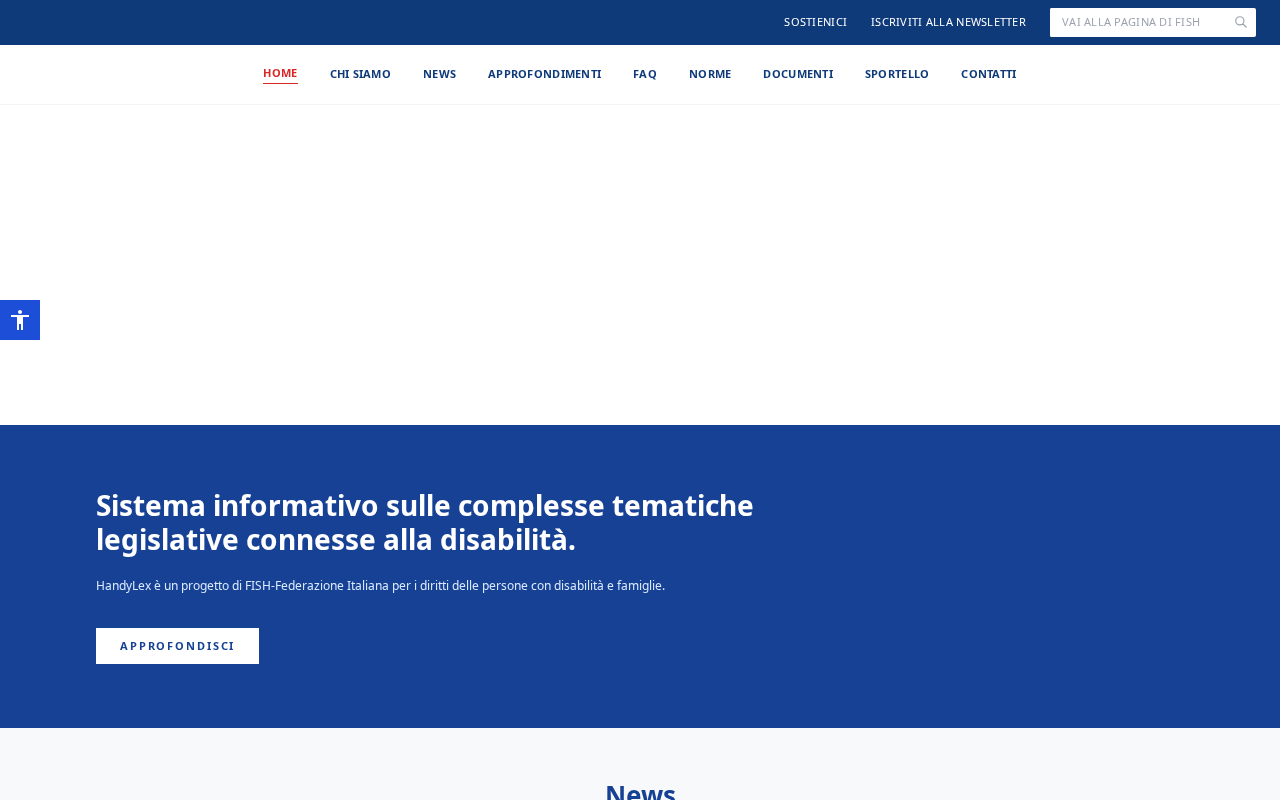 SOSTIENICI
ISCRIVITI ALLA NEWSLETTER
VAI ALLA PAGINA DI FISH
HOME
CHI SIAMO
NEWS
APPROFONDIMENTI
FAQ
NORME
DOCUMENTI
SPORTELLO
CONTATTI
Sistema informativo sulle complesse tematiche
legislative connesse alla disabilità.
HandyLex è un progetto di FISH-Federazione Italiana per i diritti delle persone con disabilità e famiglie.
APPROFONDISCI
News